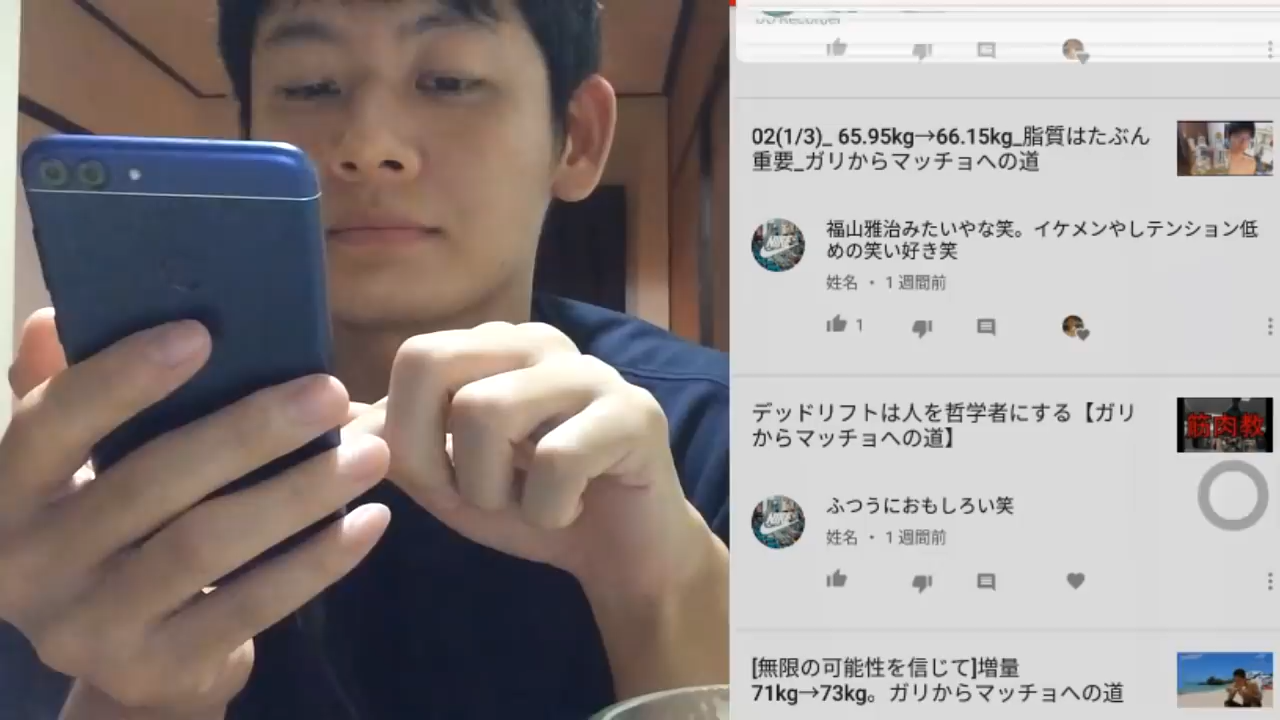 DU Recorder
02(1/3)_ 65.95kg→66.15kg_脂質はたぶん
重要_ガリからマッチョへの道
福山雅治みたいやな笑。イケメンやしテンション低
めの笑い好き笑
姓名 ・ 1 週間前
1
デッドリフトは人を哲学者にする【ガリ
からマッチョへの道】
筋肉教
ふつうにおもしろい笑
姓名 ・ 1 週間前
[無限の可能性を信じて]増量
71kg→73kg。ガリからマッチョへの道